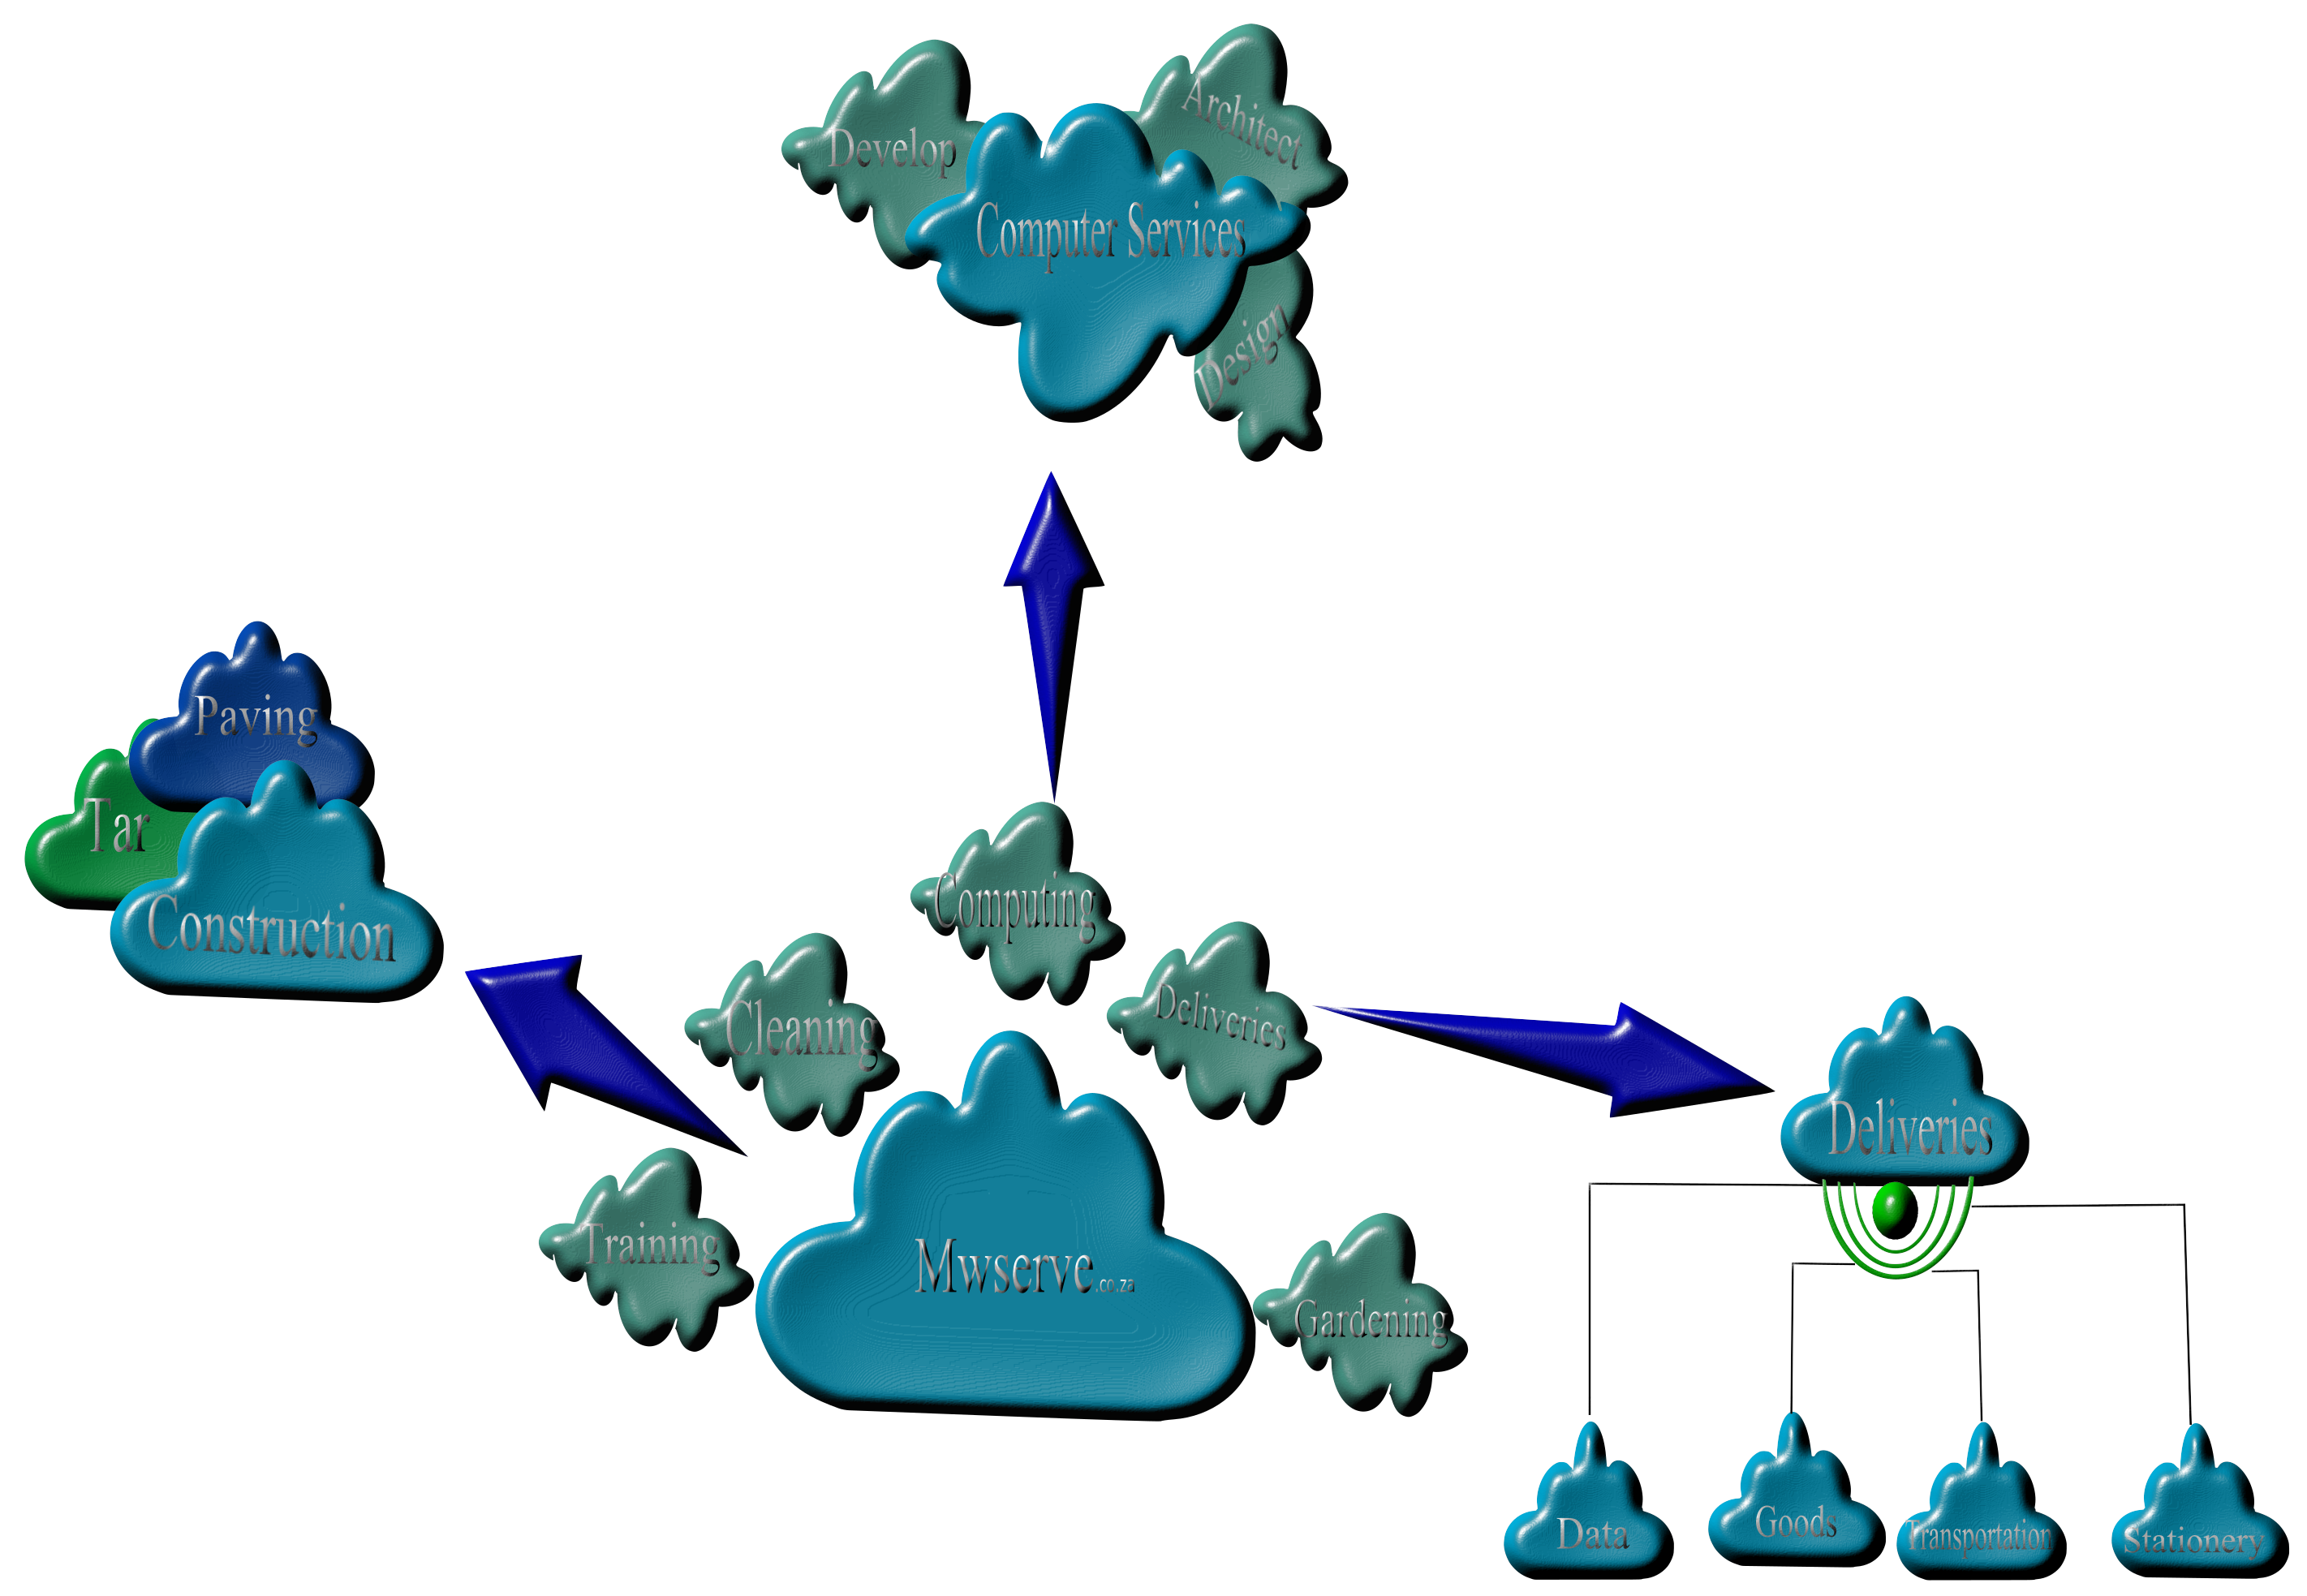 Develop
Architect
Computer Services
Design
Paving
Tar
Construction
Computing
Cleaning
Deliveries
Training
Mwserve.co.za
Gardening
Deliveries
Data
Goods
Transportation
Stationery